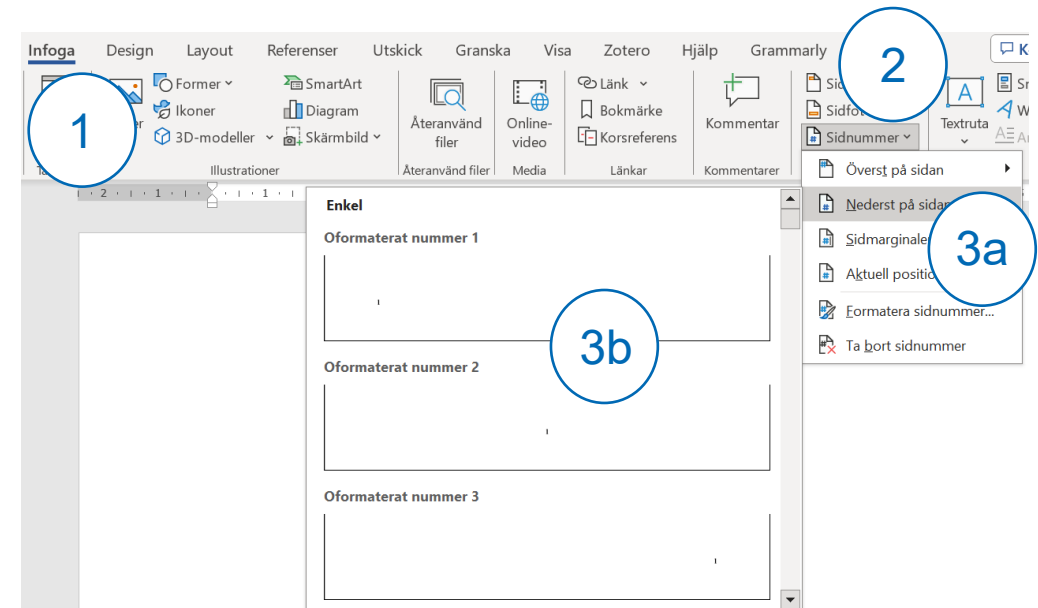 Infoga Design Layout Referenser Utskick Granska Visa Zotero Hjälp Grammarly
1
2
Former
Ikoner
3D-modeller
SmartArt
Diagram
Skärmbild
Illustrationer
Återanvänd
filer
Återanvänd filer
Online-
video
Media
Länk
Bokmärke
Korsreferens
Länkar
Kommentar
Kommentarer
Sidnummer
Textruta
2 1 1
Överst på sidan
Nederst på sidan
3a
Formatera sidnummer...
Ta bort sidnummer
Enkel
Oformaterat nummer 1
3b
Oformaterat nummer 2
Oformaterat nummer 3